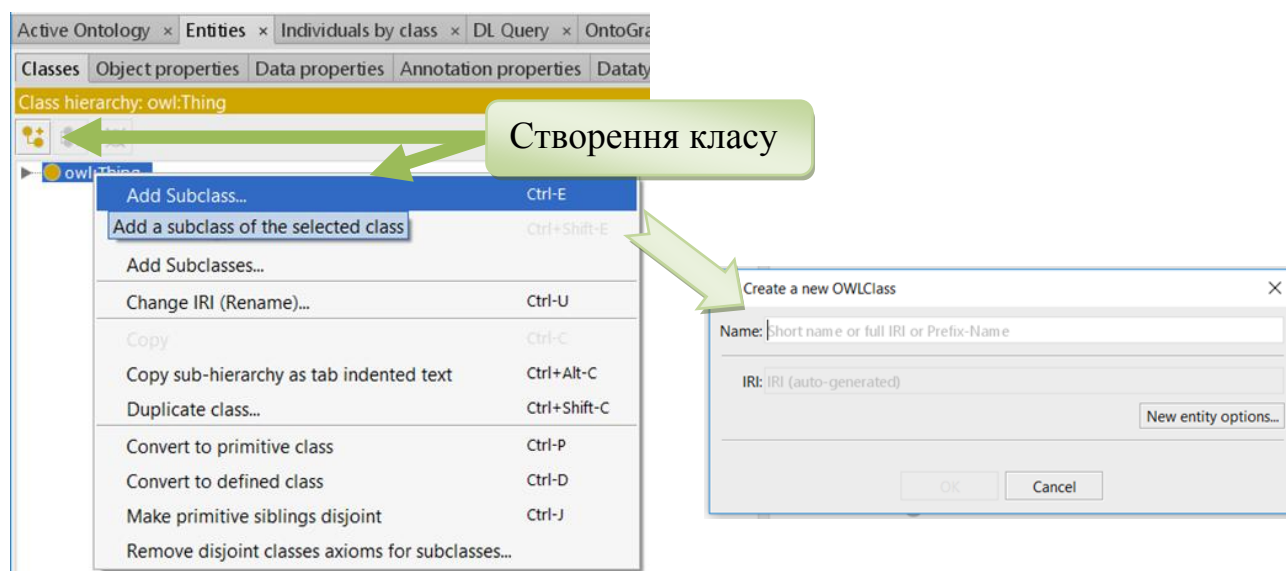 Active Ontology × Entities × Individuals by class × DL Query × OntoGra
Classes Object properties Data properties Annotation properties Dataty
Class hierarchy: owl:Thing
Створення класу
owl:Thing
Add Subclass... Ctrl-E
Add a subclass of the selected class Ctrl+Shift-E
Add Subclasses...
Change IRI (Rename)... Ctrl-U
Copy Ctrl-C
Copy sub-hierarchy as tab indented text Ctrl+Alt-C
Duplicate class... Ctrl+Shift-C
Convert to primitive class Ctrl-P
Convert to defined class Ctrl-D
Make primitive siblings disjoint Ctrl-J
Remove disjoint classes axioms for subclasses...
Create a new OWLClass ×
Name: Short name or full IRI or Prefix-Name
IRI: IRI (auto-generated)
New entity options...
OK Cancel